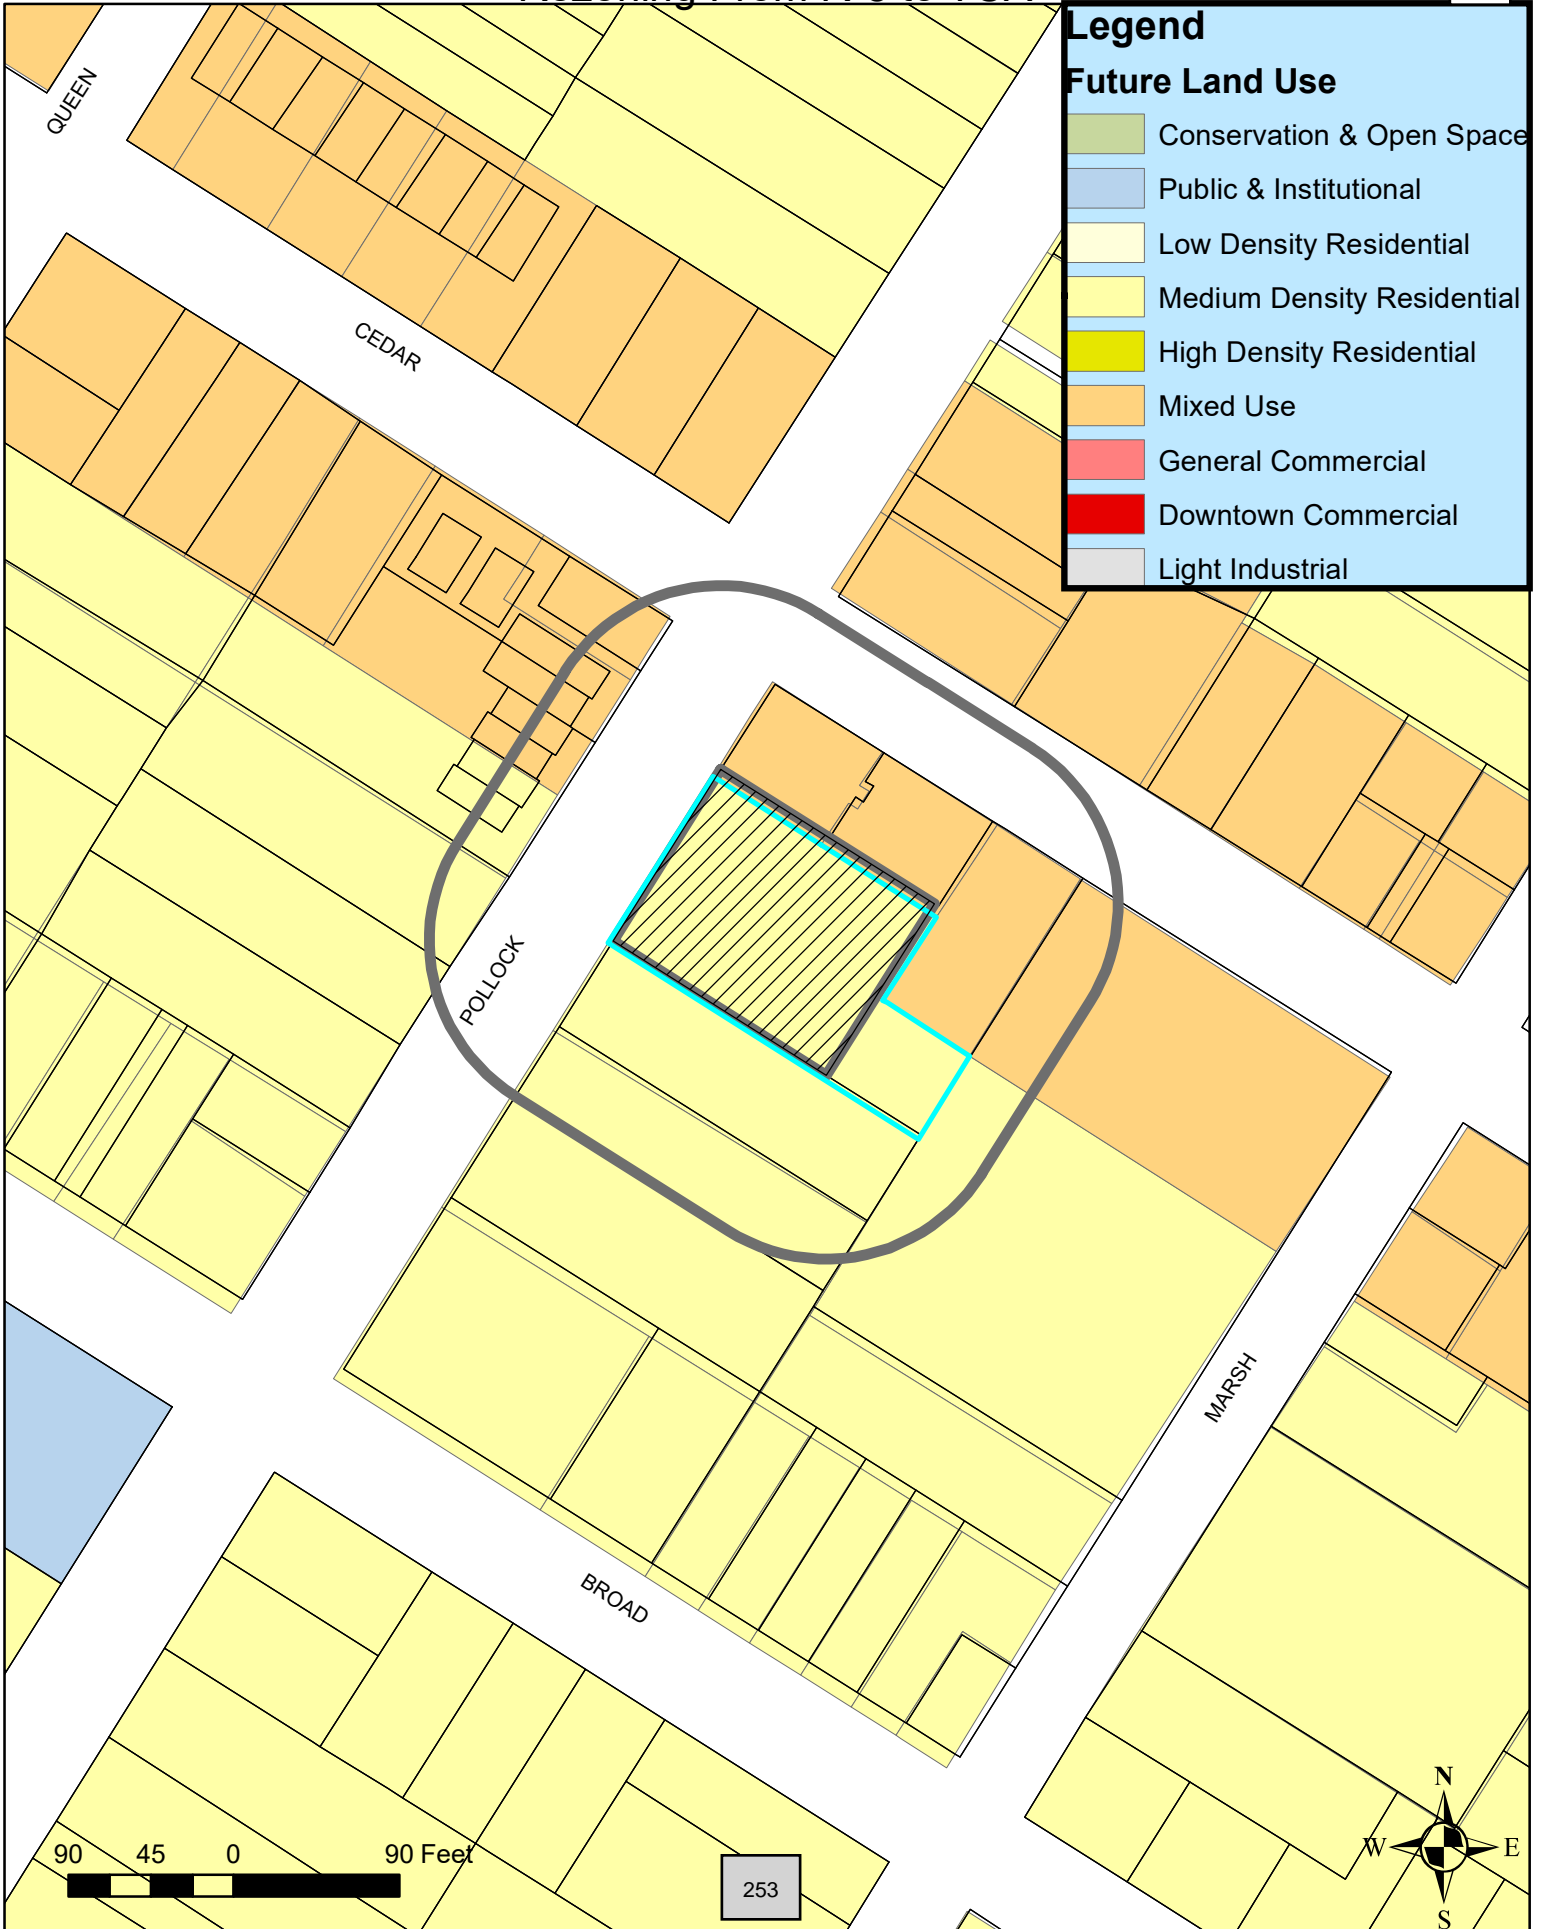 Legend
Future Land Use
Conservation & Open Space
Public & Institutional
Low Density Residential
Medium Density Residential
High Density Residential
Mixed Use
General Commercial
Downtown Commercial
Light Industrial
QUEEN
CEDAR
POLLOCK
MARSH
BROAD
90 45 0 90 Feet
253
N
W E
S